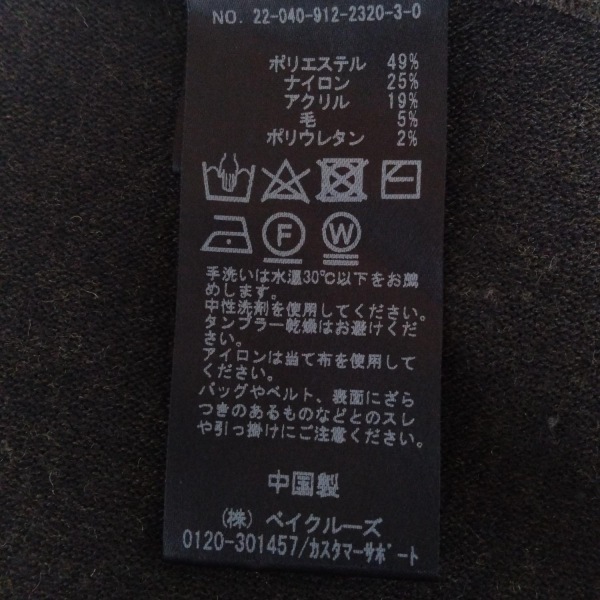 NO. 22-040-912-2320-3-0
ポリエステル 49%
ナイロン 25%
アクリル 19%
毛 5%
ポリウレタン 2%
F
W
手洗いは水温30℃以下をお薦
めします。
中性洗剤を使用してください。
タンブラー乾燥はお避けくだ
さい。
アイロンは当て布を使用して
ください。
バッグやベルト、裏面にざら
つきのあるものなどとのスレ
や引っ掛けにご注意ください。
中国製
(株) ベイクルーズ
0120-301457/カスタマーサポート